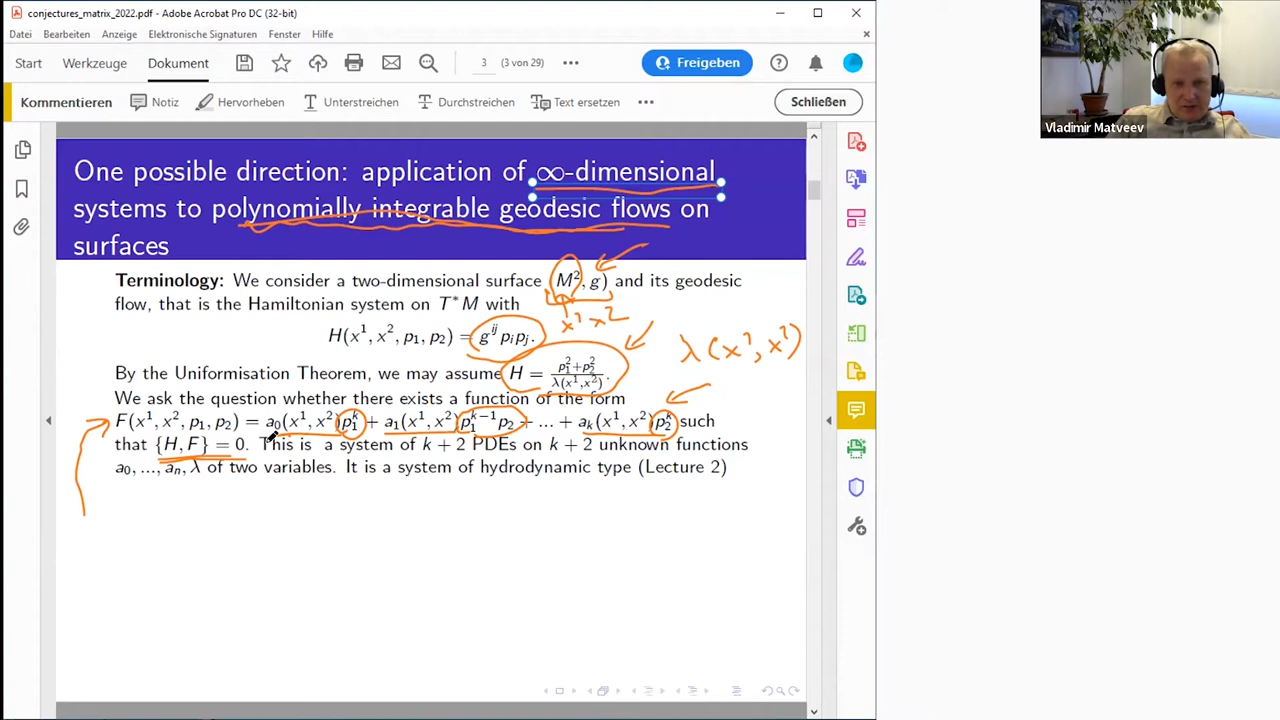 conjectures_matrix_2022.pdf - Adobe Acrobat Pro DC (32-bit)
Datei Bearbeiten Anzeige Elektronische Signaturen Fenster Hilfe
Start Werkzeuge Dokument 3 (3 von 29) Freigeben
Kommentieren Notiz Hervorheben Unterstreichen Durchstreichen Text ersetzen Schließen
Vladimir Matveev
One possible direction: application of ∞-dimensional
systems to polynomially integrable geodesic flows on
surfaces
Terminology: We consider a two-dimensional surface (M², g) and its geodesic
flow, that is the Hamiltonian system on T*M with
x¹ x²
H(x¹, x², p₁, p₂) = gⁱʲ pᵢpⱼ.
λ(x¹, x²)
By the Uniformisation Theorem, we may assume H = (p₁²+p₂²)/λ(x¹,x²).
We ask the question whether there exists a function of the form
F(x¹, x², p₁, p₂) = a₀(x¹, x²)p₁ᵏ + a₁(x¹, x²)p₁ᵏ⁻¹p₂ + ... + aₖ(x¹, x²)p₂ᵏ such
that {H, F} = 0. This is a system of k + 2 PDEs on k + 2 unknown functions
a₀, ..., aₙ, λ of two variables. It is a system of hydrodynamic type (Lecture 2)